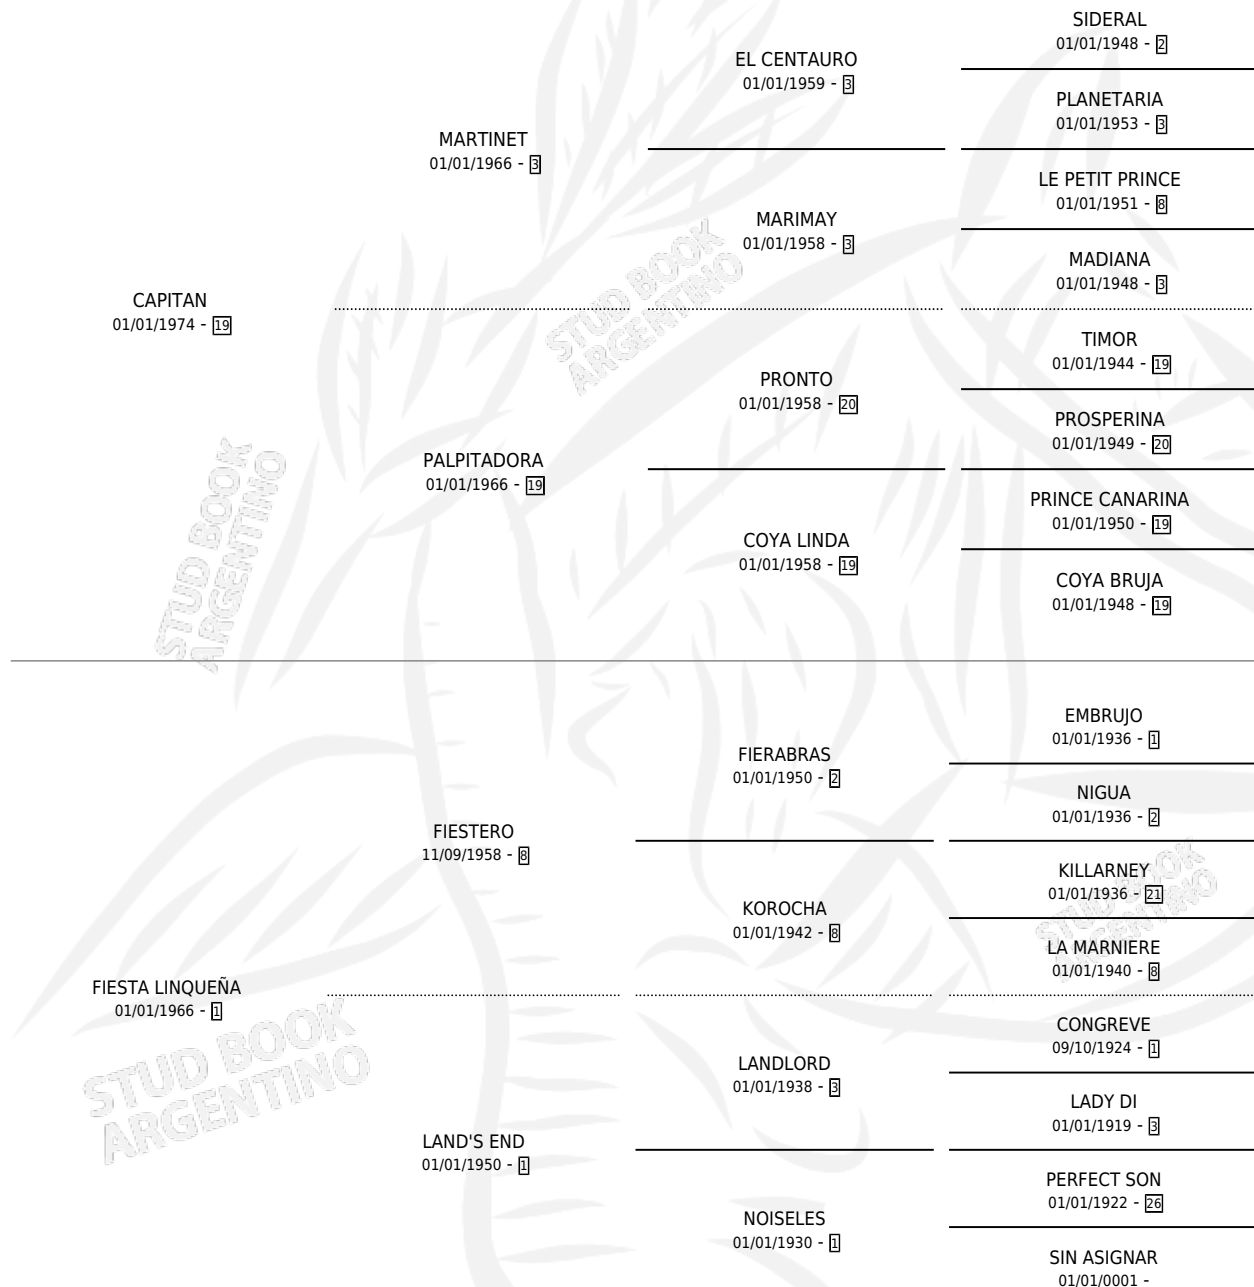 SIDERAL
01/01/1948 - 2
EL CENTAURO
01/01/1959 - 3
PLANETARIA
01/01/1953 - 3
MARTINET
01/01/1966 - 3
LE PETIT PRINCE
01/01/1951 - 8
MARIMAY
01/01/1958 - 3
MADIANA
01/01/1948 - 3
CAPITAN
01/01/1974 - 19
TIMOR
01/01/1944 - 19
PRONTO
01/01/1958 - 20
PROSPERINA
01/01/1949 - 20
PALPITADORA
01/01/1966 - 19
PRINCE CANARINA
01/01/1950 - 19
COYA LINDA
01/01/1958 - 19
COYA BRUJA
01/01/1948 - 19
EMBRUJO
01/01/1936 - 1
FIERABRAS
01/01/1950 - 2
NIGUA
01/01/1936 - 2
FIESTERO
11/09/1958 - 8
KILLARNEY
01/01/1936 - 21
KOROCHA
01/01/1942 - 8
LA MARNIERE
01/01/1940 - 8
FIESTA LINQUEÑA
01/01/1966 - 1
CONGREVE
09/10/1924 - 1
LANDLORD
01/01/1938 - 3
LADY DI
01/01/1919 - 3
LAND'S END
01/01/1950 - 1
PERFECT SON
01/01/1922 - 26
NOISELES
01/01/1930 - 1
SIN ASIGNAR
01/01/0001 -
STUD BOOK
ARGENTINO
STUD BOOK
ARGENTINO
STUD BOOK
ARGENTINO
STUD BOOK
ARGENTINO